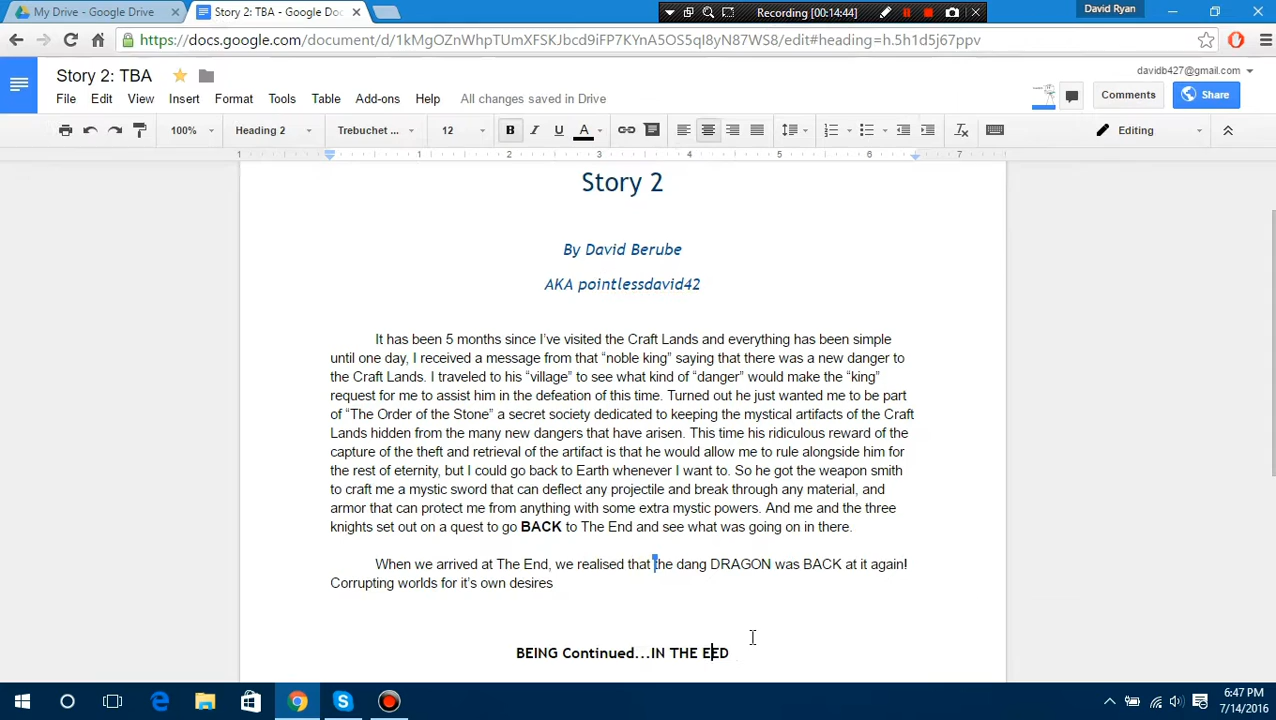 My Drive - Google Drive
Story 2: TBA - Google Doc
Recording [00:14:44]
David Ryan
https://docs.google.com/document/d/1kMgOZnWhpTUmXFSKJbcd9iFP7KYnA5OS5qI8yN87WS8/edit#heading=h.5h1d5j67ppv
Story 2: TBA
davidb427@gmail.com
File Edit View Insert Format Tools Table Add-ons Help All changes saved in Drive
Comments Share
100% Heading 2 Trebuchet ... 12 B I U A Editing
1 1 2 3 4 5 6 7
Story 2
By David Berube
AKA pointlessdavid42
It has been 5 months since I've visited the Craft Lands and everything has been simple
until one day, I received a message from that “noble king” saying that there was a new danger to
the Craft Lands. I traveled to his “village” to see what kind of “danger” would make the “king”
request for me to assist him in the defeation of this time. Turned out he just wanted me to be part
of “The Order of the Stone” a secret society dedicated to keeping the mystical artifacts of the Craft
Lands hidden from the many new dangers that have arisen. This time his ridiculous reward of the
capture of the theft and retrieval of the artifact is that he would allow me to rule alongside him for
the rest of eternity, but I could go back to Earth whenever I want to. So he got the weapon smith
to craft me a mystic sword that can deflect any projectile and break through any material, and
armor that can protect me from anything with some extra mystic powers. And me and the three
knights set out on a quest to go BACK to The End and see what was going on in there.
When we arrived at The End, we realised that the dang DRAGON was BACK at it again!
Corrupting worlds for it's own desires
BEING Continued...IN THE EED
6:47 PM
7/14/2016